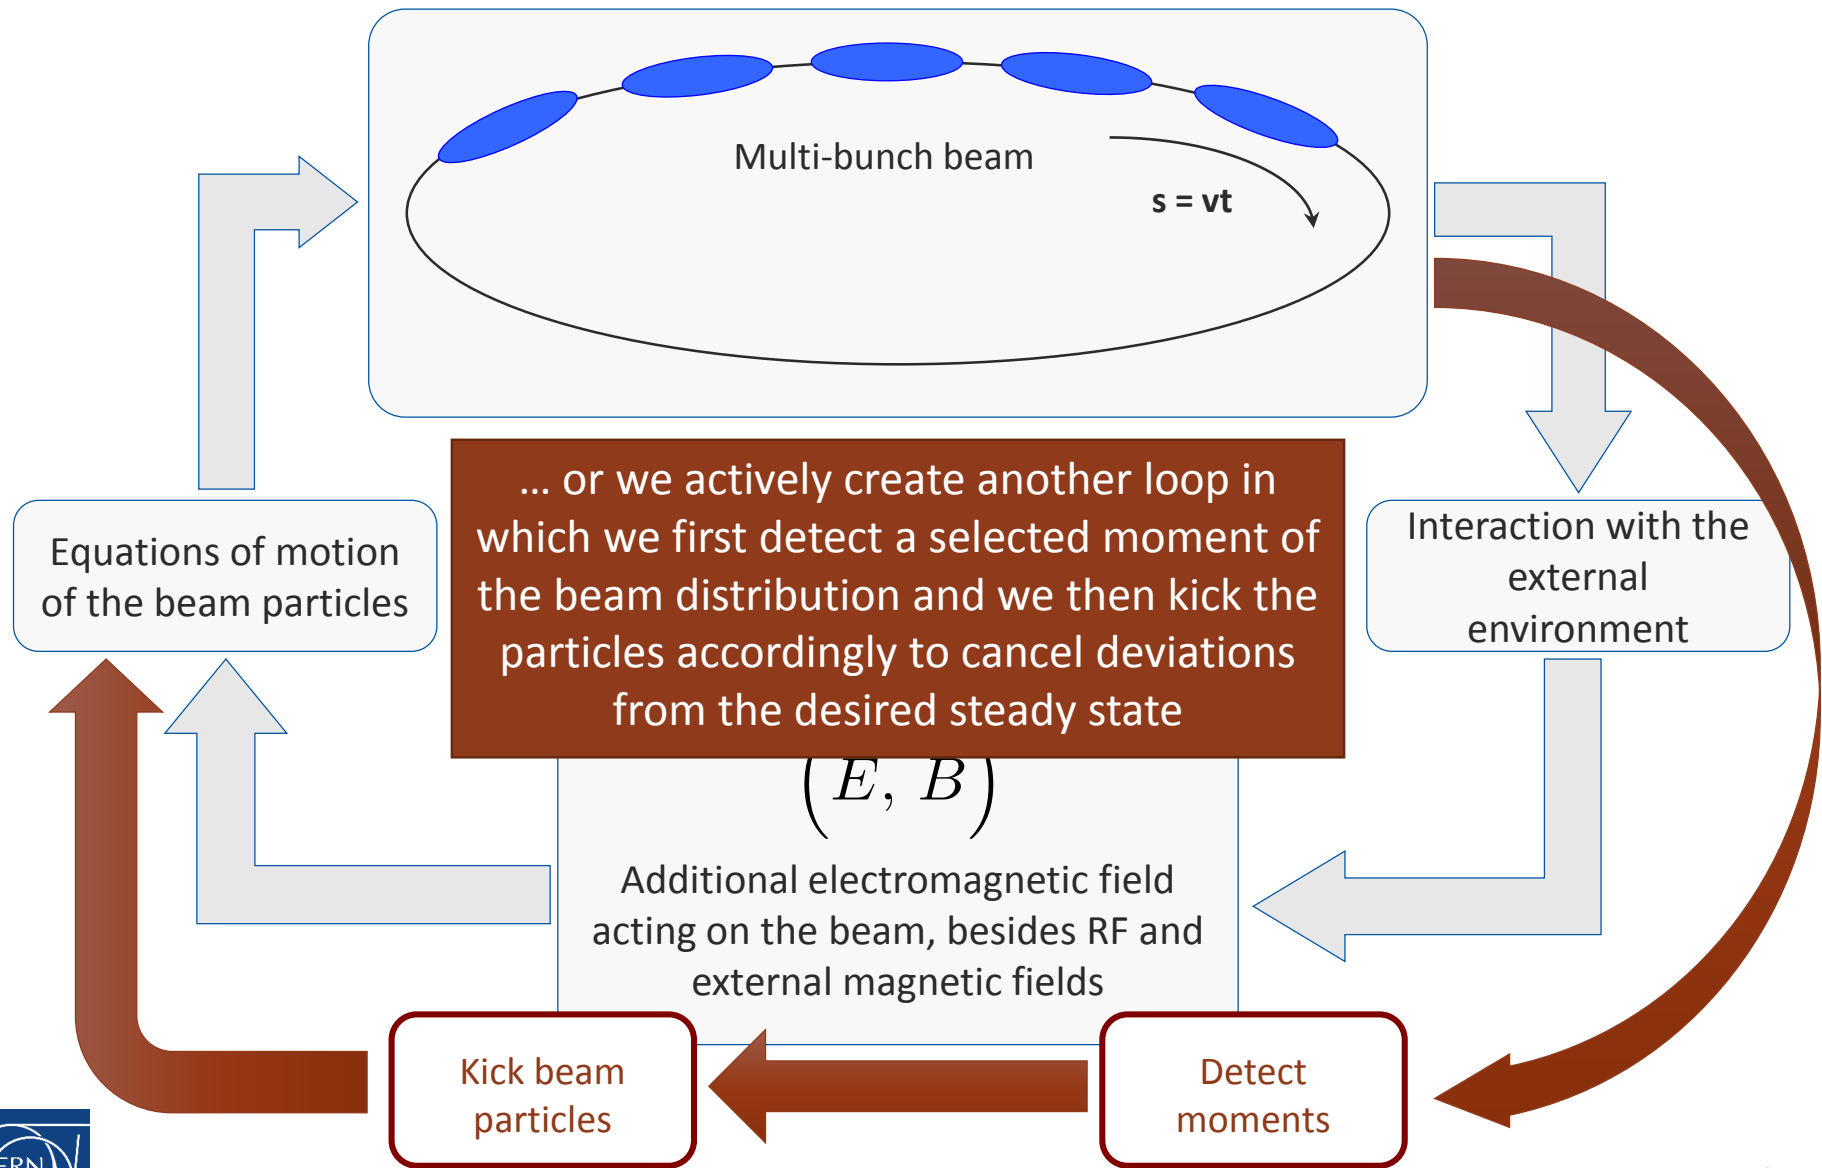 Multi-bunch beam
s = vt
... or we actively create another loop in
which we first detect a selected moment of
the beam distribution and we then kick the
particles accordingly to cancel deviations
from the desired steady state
Equations of motion
of the beam particles
Interaction with the
external
environment
(E, B)
Additional electromagnetic field
acting on the beam, besides RF and
external magnetic fields
Kick beam
particles
Detect
moments